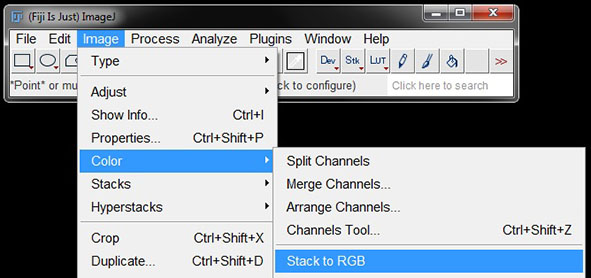 (Fiji Is Just) ImageJ
File Edit Image Process Analyze Plugins Window Help
Dev Stk LUT >>
"Point" or mu ck to configure) Click here to search
Type
Adjust
Show Info... Ctrl+I
Properties... Ctrl+Shift+P
Color
Stacks
Hyperstacks
Crop Ctrl+Shift+X
Duplicate... Ctrl+Shift+D
Split Channels
Merge Channels...
Arrange Channels...
Channels Tool... Ctrl+Shift+Z
Stack to RGB